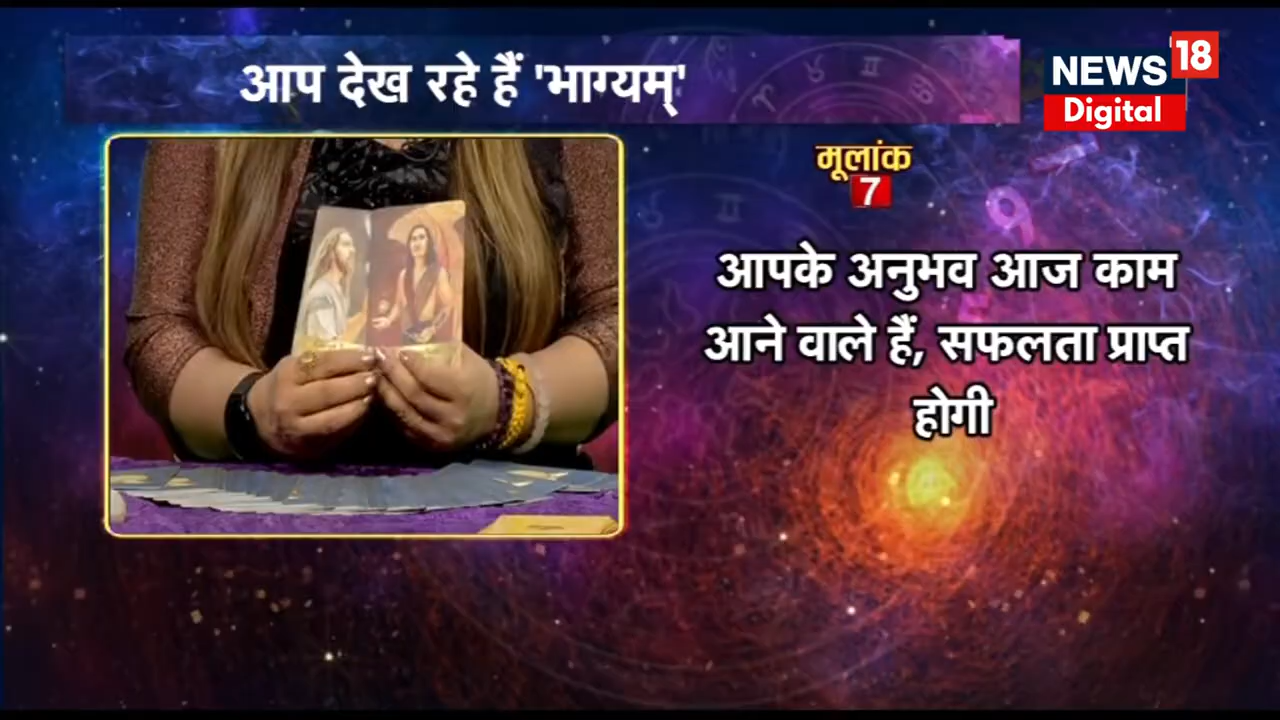 आप देख रहे हैं 'भाग्यम्'
NEWS 18
Digital
मूलांक
7
आपके अनुभव आज काम
आने वाले हैं, सफलता प्राप्त
होगी